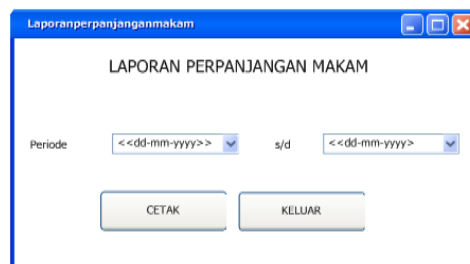 Laporanperpanjanganmakam
LAPORAN PERPANJANGAN MAKAM
Periode <<dd-mm-yyyy>> s/d <<dd-mm-yyyy>
CETAK KELUAR